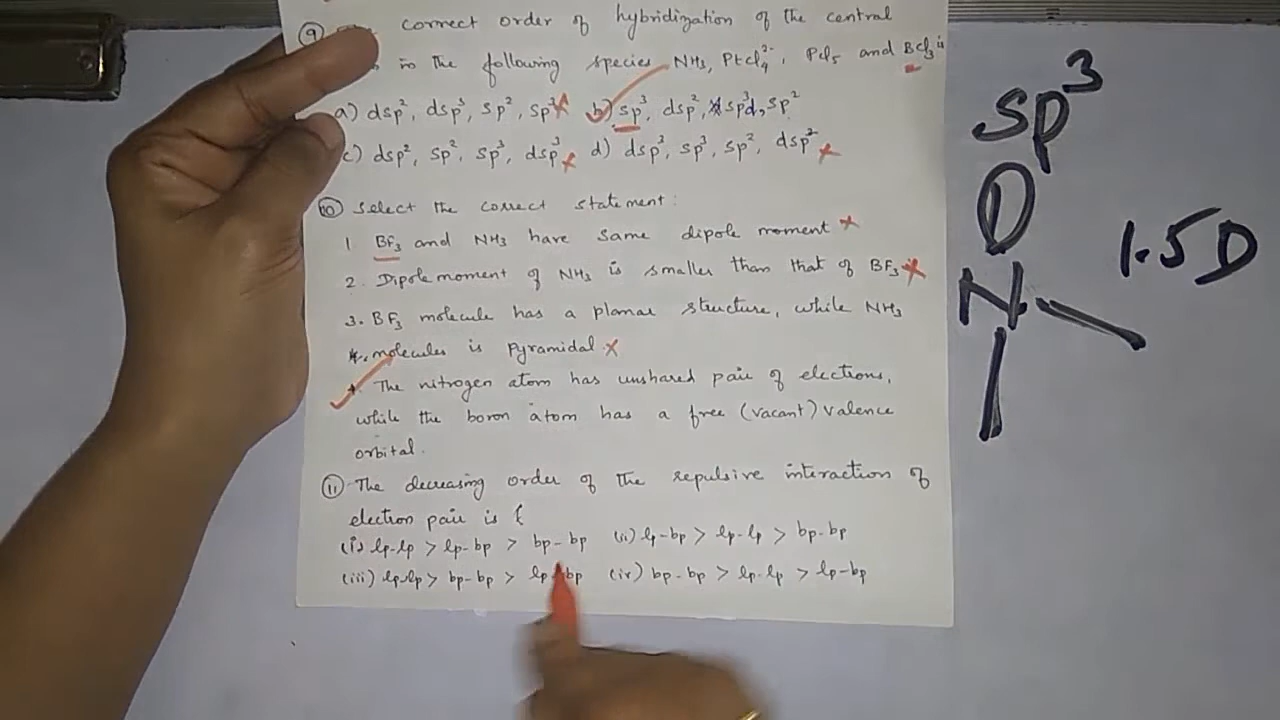 9 correct order of hybridization of the central
in the following species NH3, PtCl4 2-, PCl5 and BCl3 is
a) dsp2, dsp3, sp2, sp3 b) sp3, dsp2, sp3d, sp2
c) dsp2, sp2, sp3, dsp3 d) dsp2, sp3, sp2, dsp2
10 Select the correct statement:
1 BF3 and NH3 have same dipole moment
2. Dipole moment of NH3 is smaller than that of BF3
3. BF3 molecule has a planar structure, while NH3
molecules is pyramidal.
The nitrogen atom has unshared pair of electrons,
while the boron atom has a free (vacant) valence
orbital.
11 The decreasing order of the repulsive interaction of
electron pair is {
(i) lp-lp > lp-bp > bp-bp (ii) lp-bp > lp-lp > bp-bp
(iii) lp-lp > bp-bp > lp-bp (iv) bp-bp > lp-lp > lp-bp
sp3
N
1.5D